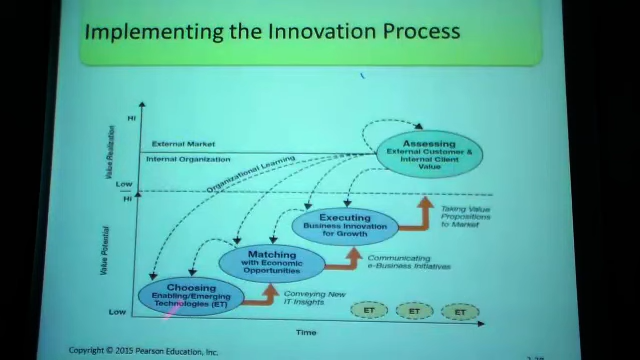 Implementing the Innovation Process
Hi
Value Realization
External Market
Internal Organization
Low
Hi
Value Potential
Low
Organizational Learning
Assessing
External Customer &
Internal Client
Value
Executing
Business Innovation
for Growth
Taking Value
Propositions
to Market
Matching
with Economic
Opportunities
Communicating
e-Business Initiatives
Choosing
Enabling/Emerging
Technologies (ET)
Conveying New
IT Insights
ET
ET
ET
Time
Copyright © 2015 Pearson Education, Inc.